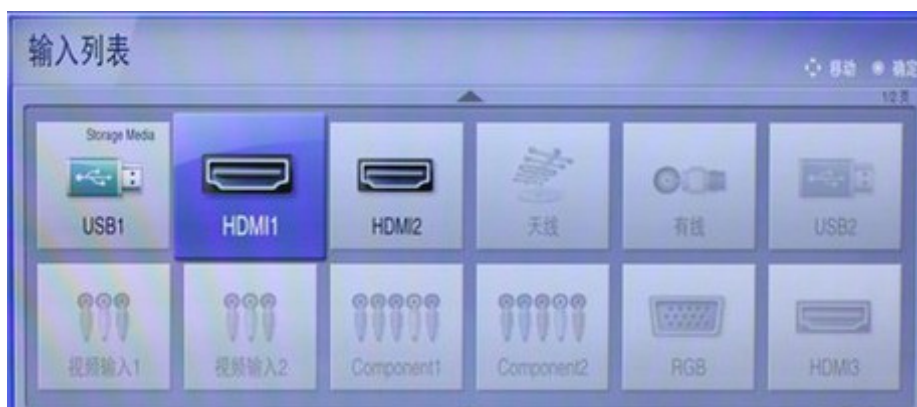 输入列表
移动 确定
1/2 页
Storage Media
USB1 HDMI1 HDMI2 天线 有线 USB2
视频输入1 视频输入2 Component1 Component2 RGB HDMI3